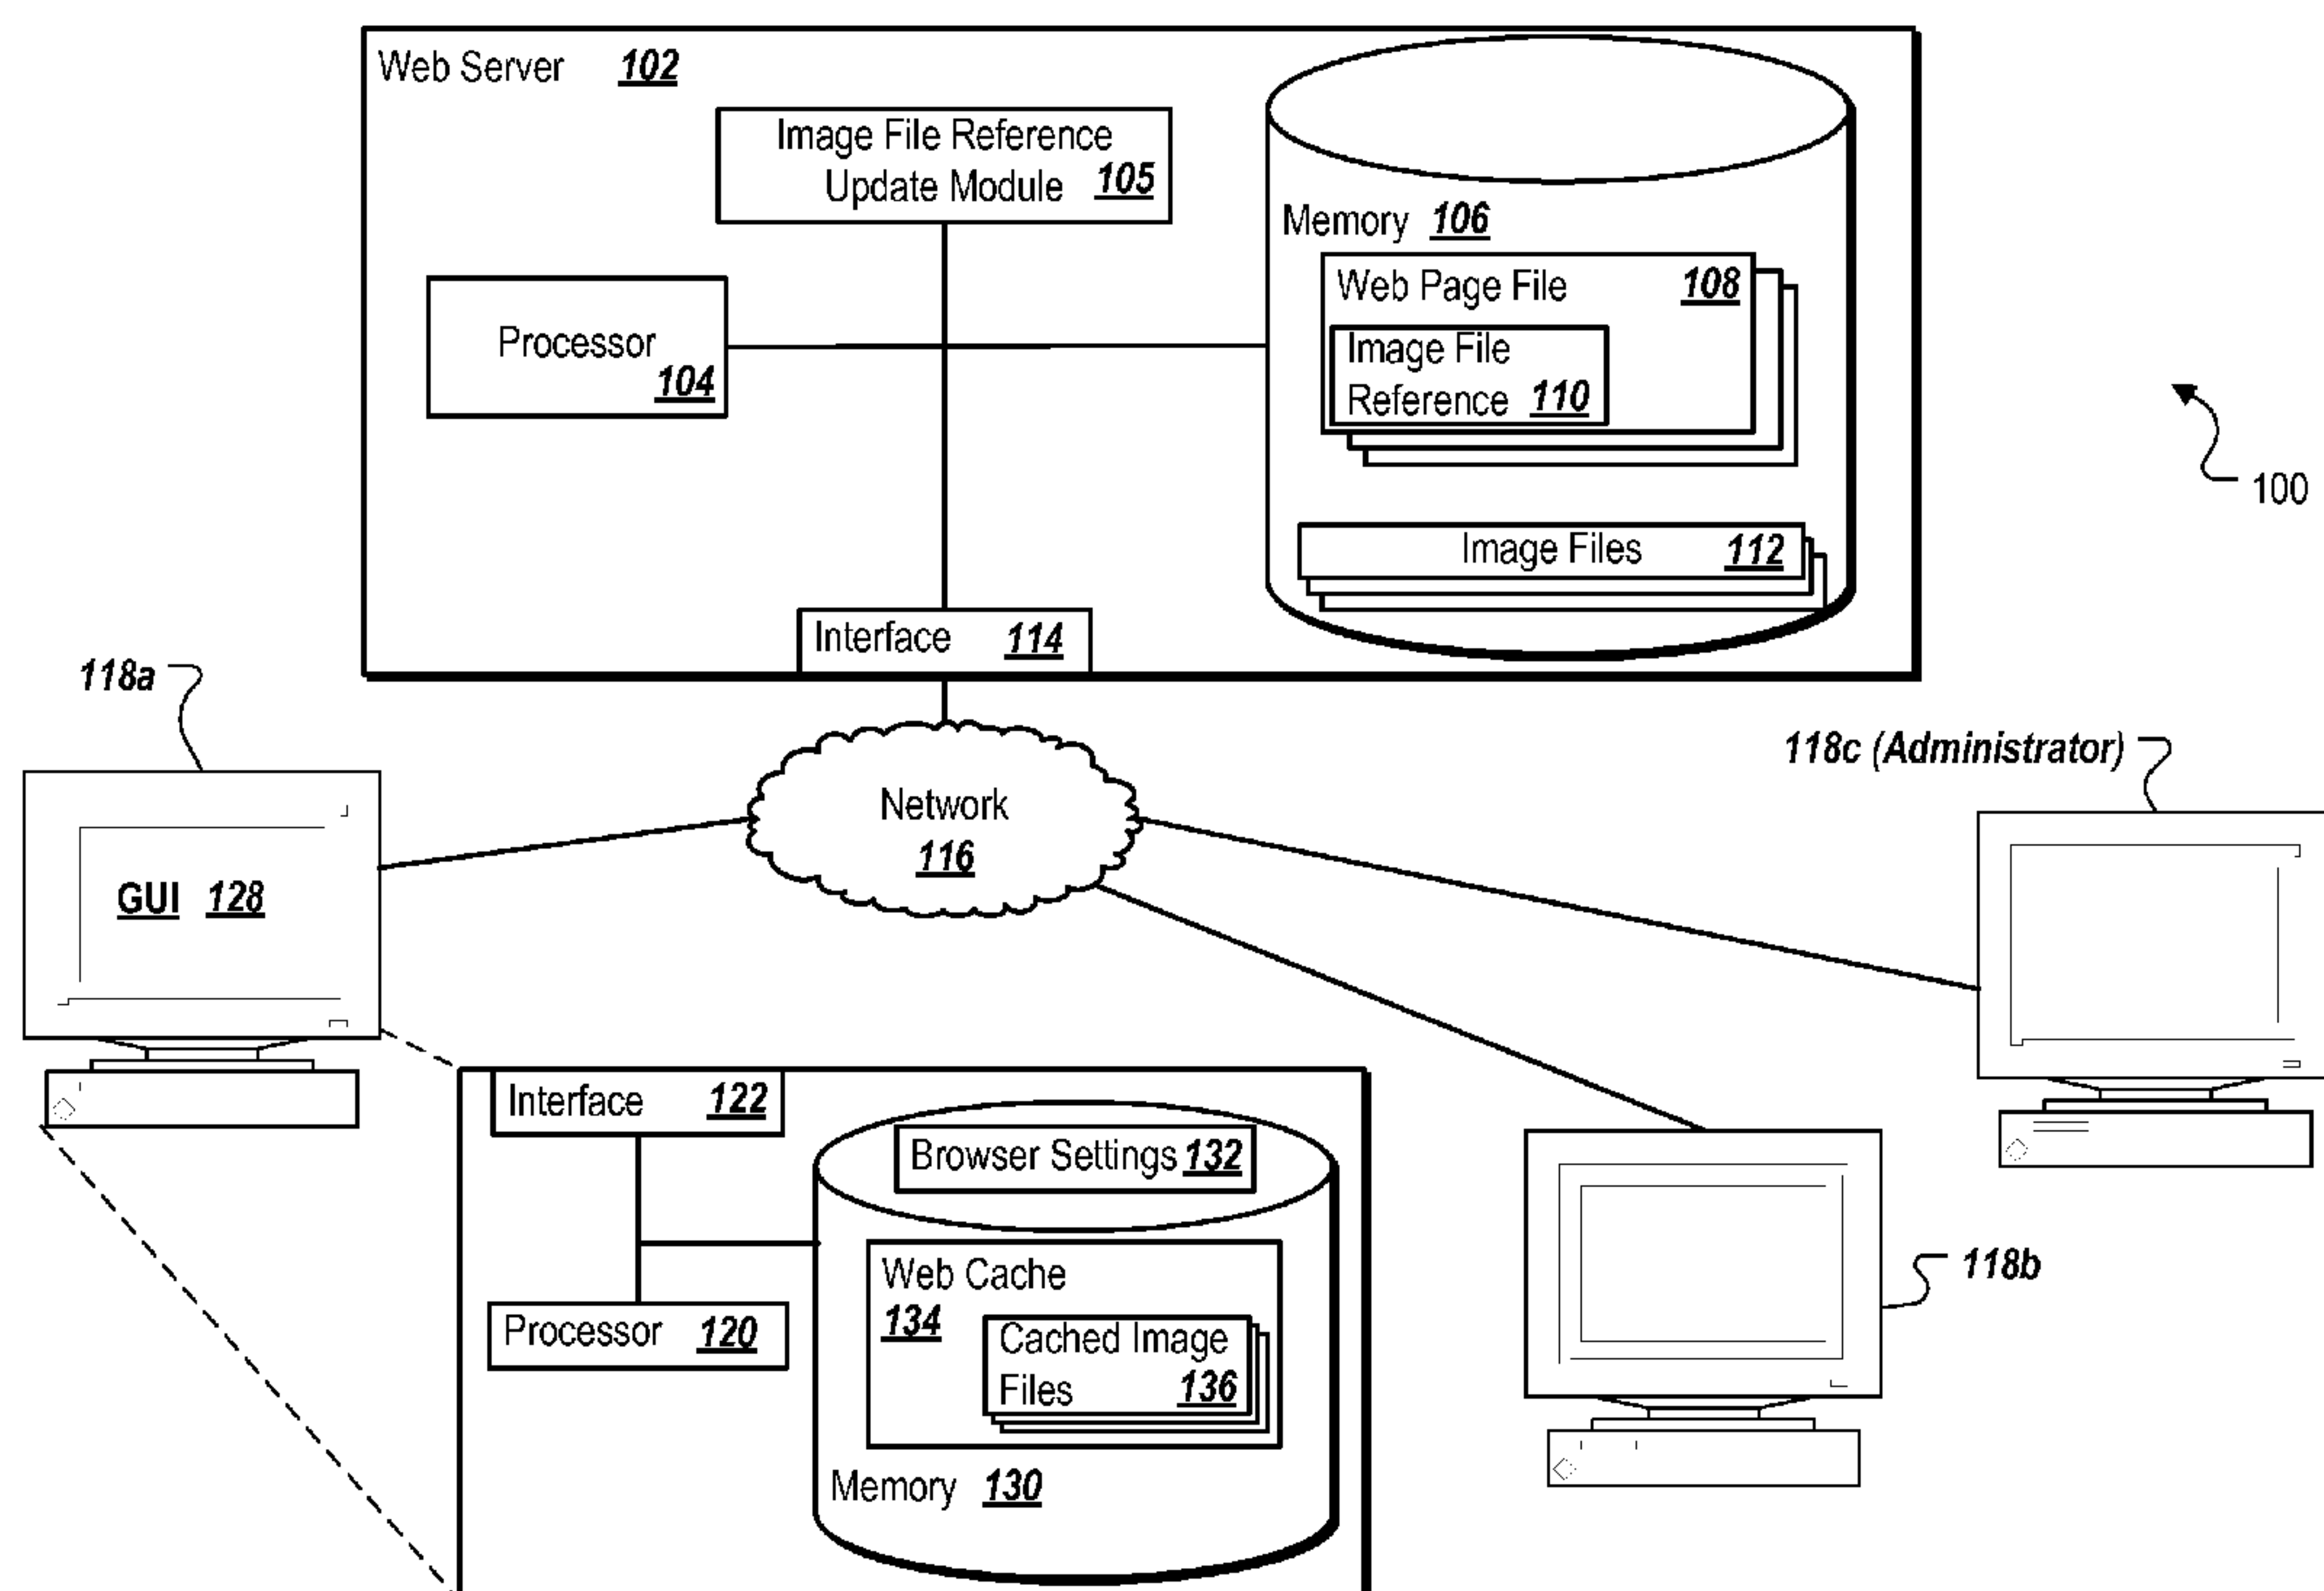 Web Server 102
Image File Reference
Update Module 105
Memory 106
Web Page File 108
Processor
104
Image File
Reference 110
100
Image Files 112
Interface 114
118a
118c (Administrator)
Network
116
GUI 128
Interface 122
Browser Settings 132
Web Cache
134
118b
Processor 120
Cached Image
Files 136
Memory 130